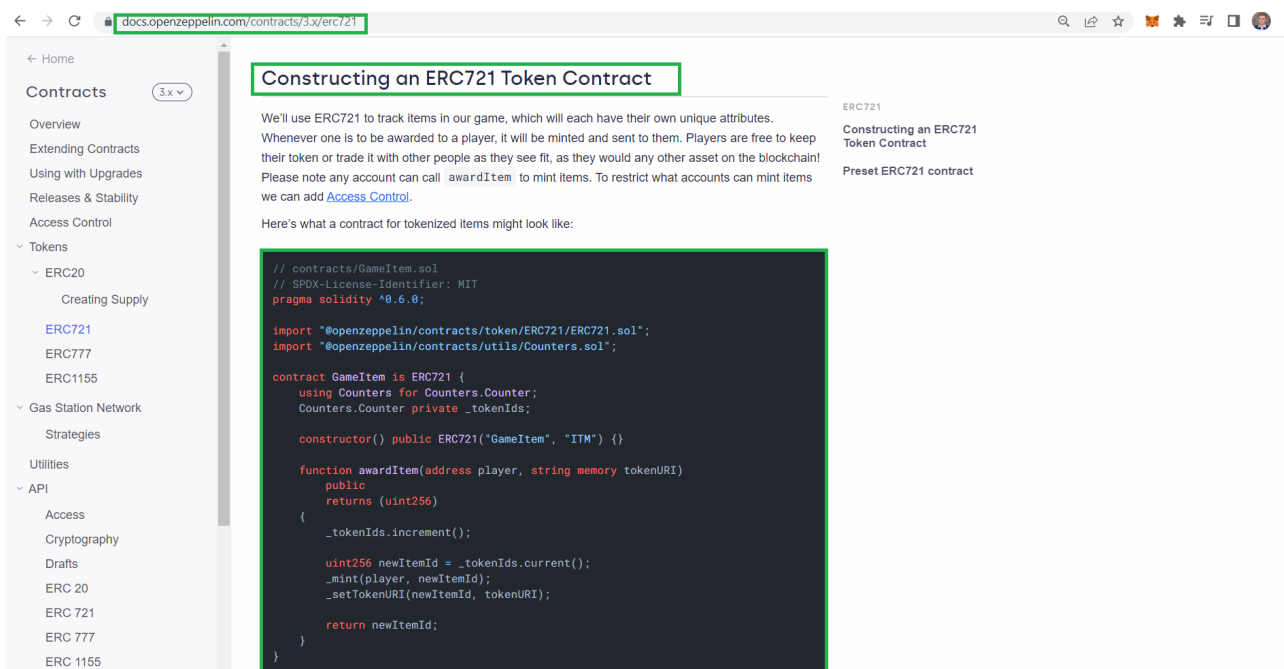 docs.openzeppelin.com/contracts/3.x/erc721
← Home
Contracts
3.x
Overview
Extending Contracts
Using with Upgrades
Releases & Stability
Access Control
Tokens
ERC20
Creating Supply
ERC721
ERC777
ERC1155
Gas Station Network
Strategies
Utilities
API
Access
Cryptography
Drafts
ERC 20
ERC 721
ERC 777
ERC 1155
Constructing an ERC721 Token Contract
We'll use ERC721 to track items in our game, which will each have their own unique attributes.
Whenever one is to be awarded to a player, it will be minted and sent to them. Players are free to keep
their token or trade it with other people as they see fit, as they would any other asset on the blockchain!
Please note any account can call awardItem to mint items. To restrict what accounts can mint items
we can add Access Control.
Here's what a contract for tokenized items might look like:
// contracts/GameItem.sol
// SPDX-License-Identifier: MIT
pragma solidity ^0.6.0;
import "@openzeppelin/contracts/token/ERC721/ERC721.sol";
import "@openzeppelin/contracts/utils/Counters.sol";
contract GameItem is ERC721 {
using Counters for Counters.Counter;
Counters.Counter private _tokenIds;
constructor() public ERC721("GameItem", "ITM") {}
function awardItem(address player, string memory tokenURI)
public
returns (uint256)
{
_tokenIds.increment();
uint256 newItemId = _tokenIds.current();
_mint(player, newItemId);
_setTokenURI(newItemId, tokenURI);
return newItemId;
}
}
ERC721
Constructing an ERC721
Token Contract
Preset ERC721 contract